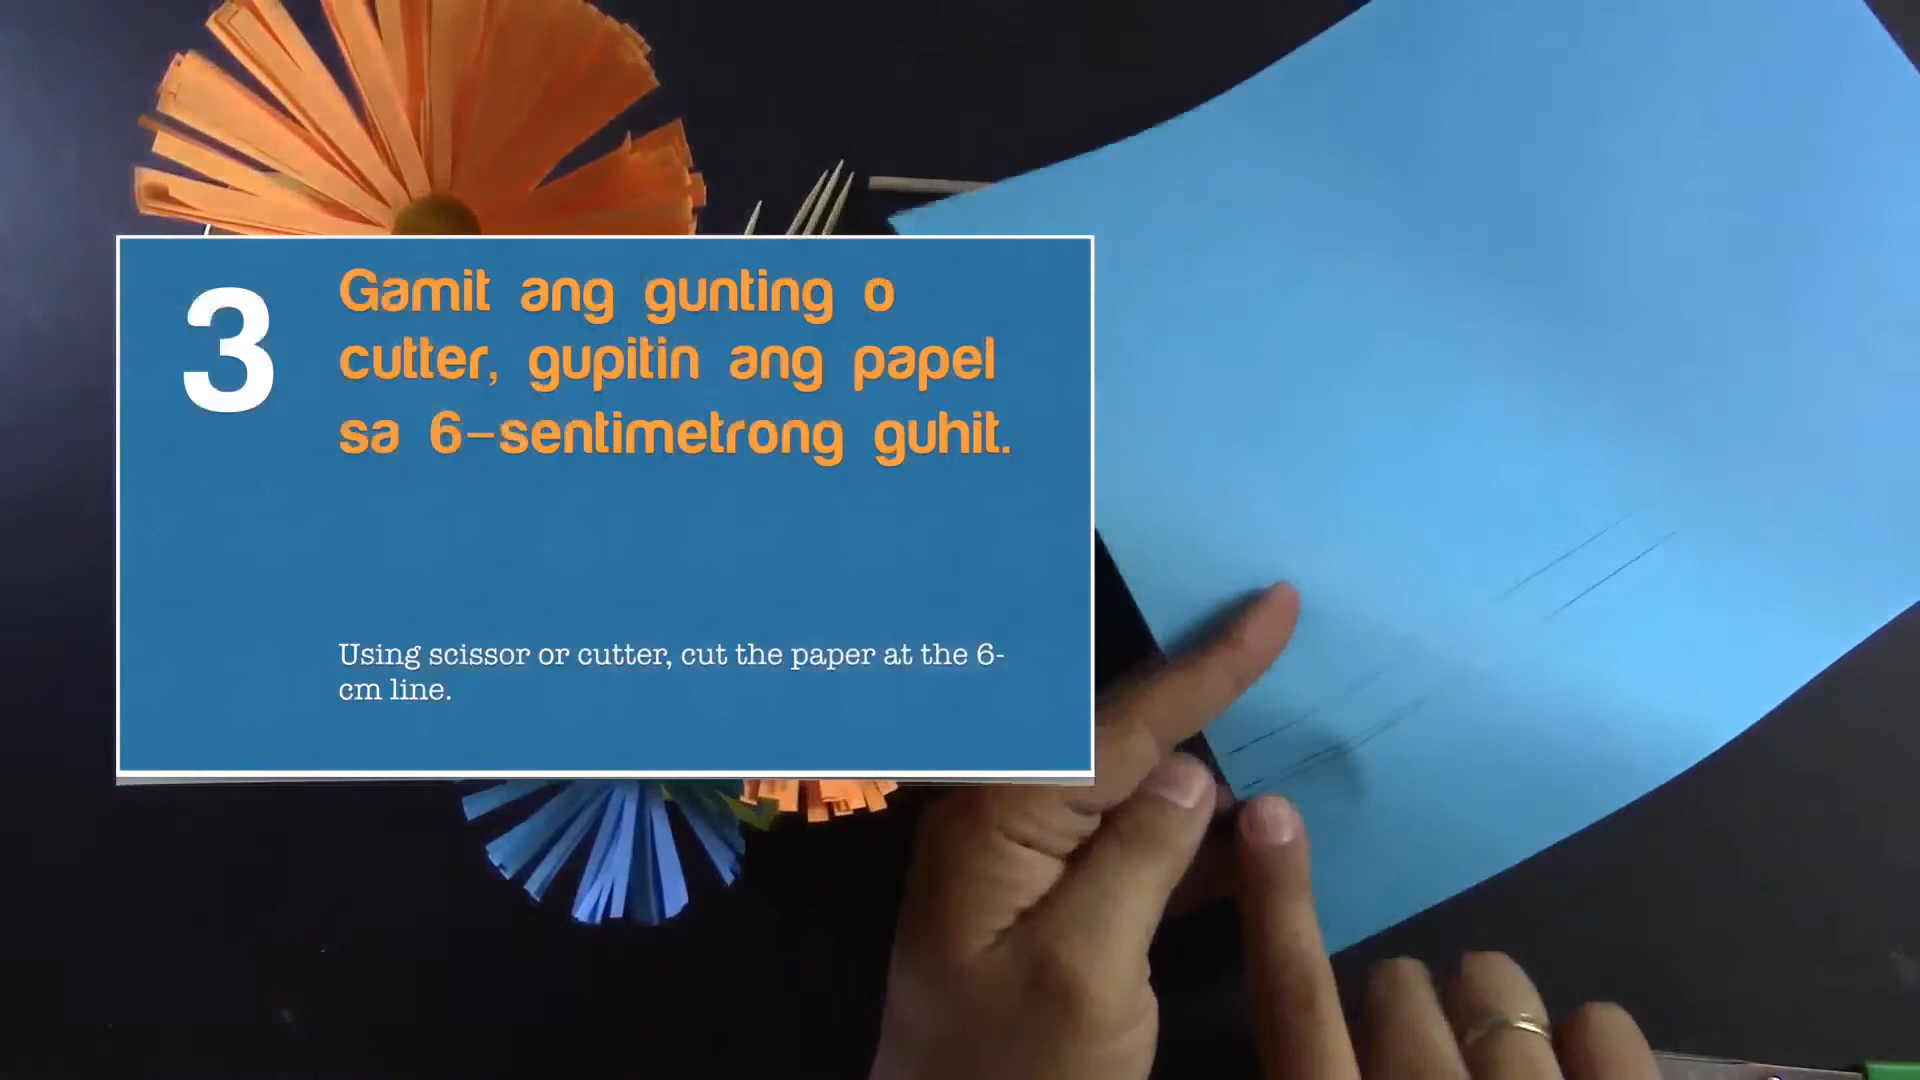 3
Gamit ang gunting o
cutter, gupitin ang papel
sa 6-sentimetrong guhit.
Using scissor or cutter, cut the paper at the 6-
cm line.